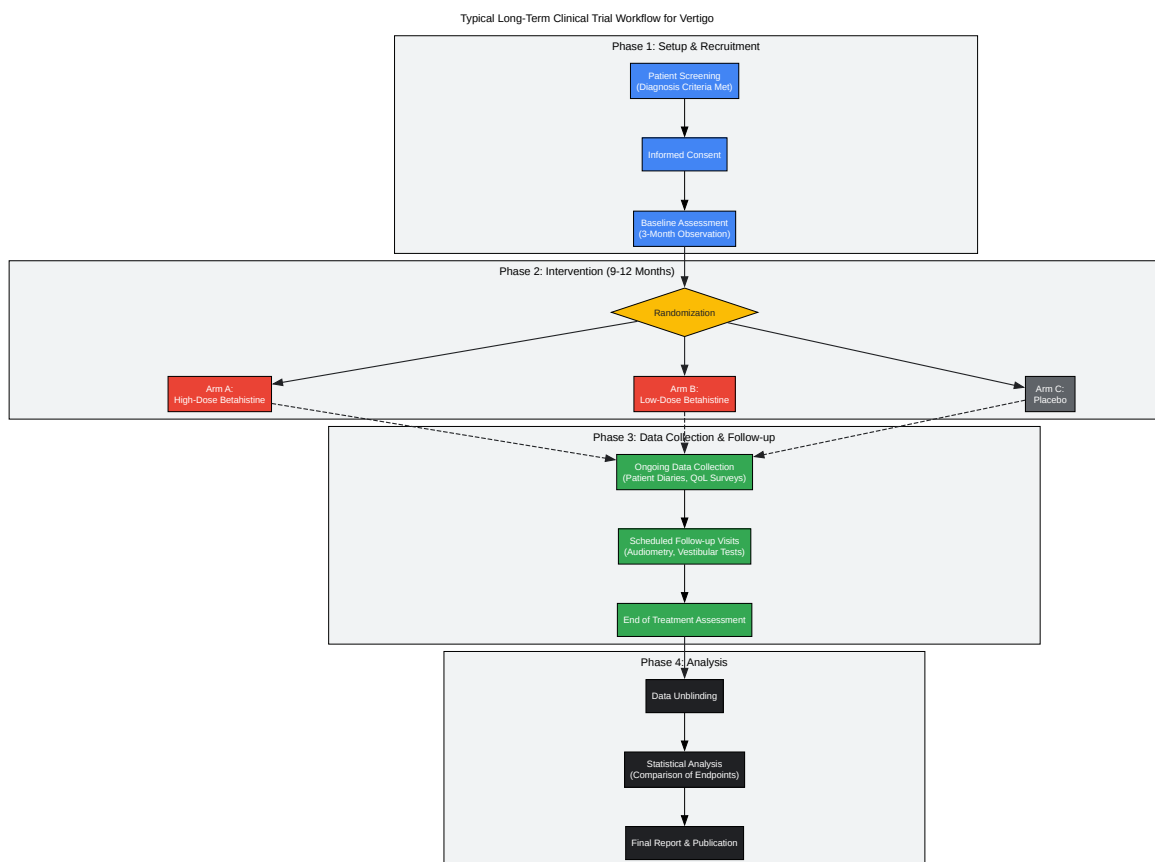 Typical Long-Term Clinical Trial Workflow for Vertigo
Phase 1: Setup & Recruitment
Patient Screening
(Diagnosis Criteria Met)
Informed Consent
Baseline Assessment
(3-Month Observation)
Phase 2: Intervention (9-12 Months)
Randomization
Arm A:
High-Dose Betahistine
Arm B:
Low-Dose Betahistine
Arm C:
Placebo
Phase 3: Data Collection & Follow-up
Ongoing Data Collection
(Patient Diaries, QoL Surveys)
Scheduled Follow-up Visits
(Audiometry, Vestibular Tests)
End of Treatment Assessment
Phase 4: Analysis
Data Unblinding
Statistical Analysis
(Comparison of Endpoints)
Final Report & Publication